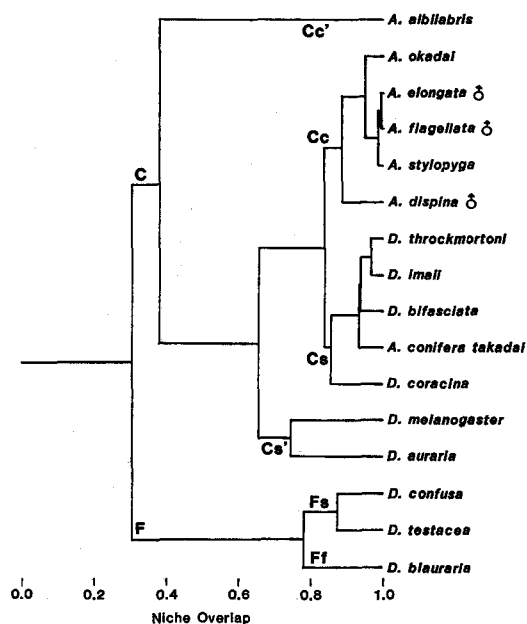 Cc'
A. albilabris
A. okadai
A. elongata ♂
Cc
A. flagellata ♂
A. stylopyga
C
A. dispina ♂
D. throckmortoni
D. imaii
D. bifasciata
Cs
A. conifera takadai
D. coracina
D. melanogaster
Cs'
D. auraria
Fs
D. confusa
F
D. testacea
Ff
D. biauraria
0.0 0.2 0.4 0.6 0.8 1.0
Niche Overlap